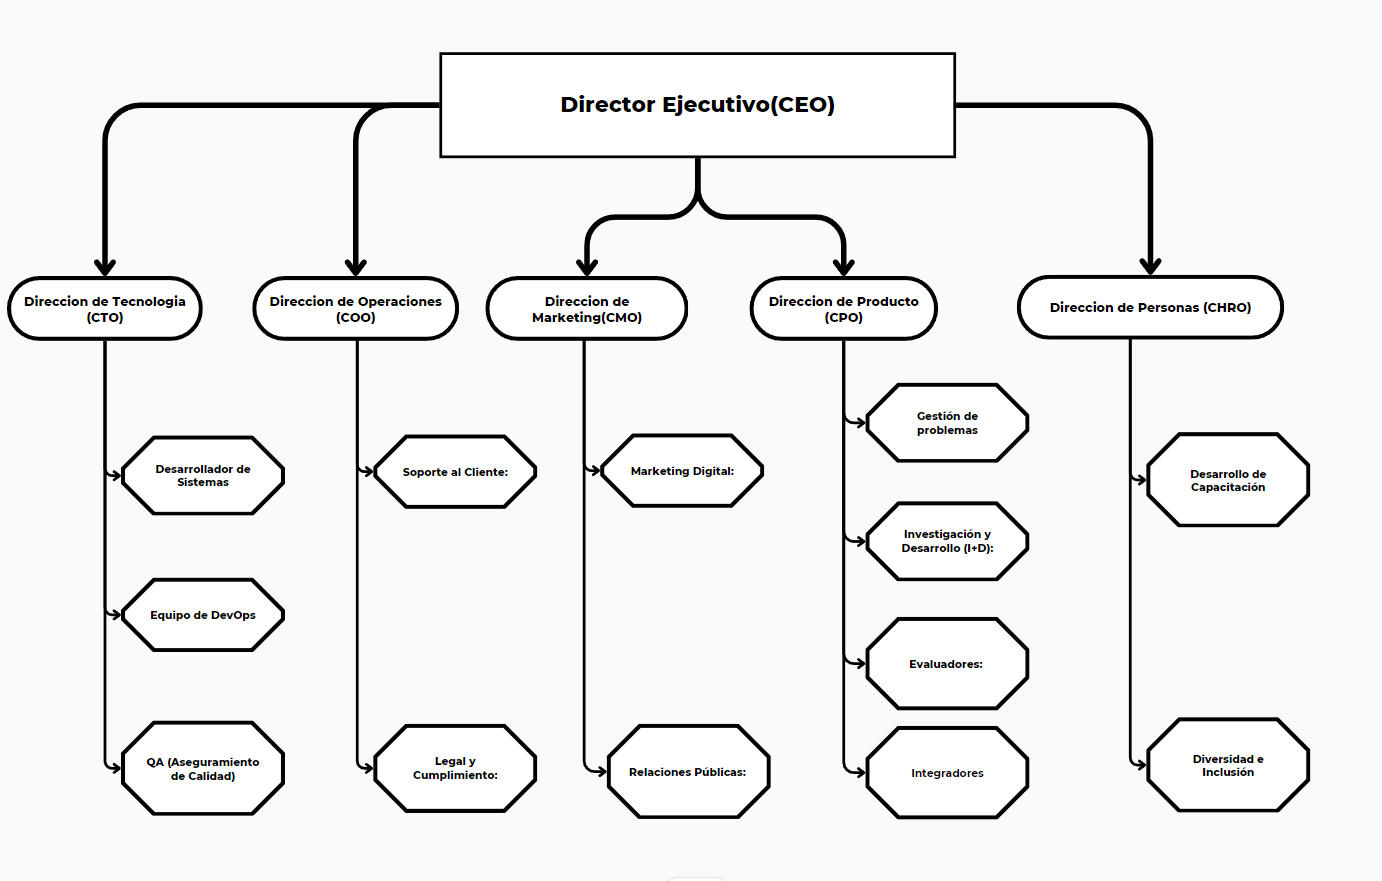 Director Ejecutivo(CEO)
Direccion de Tecnologia
(CTO)
Direccion de Operaciones
(COO)
Direccion de
Marketing(CMO)
Direccion de Producto
(CPO)
Direccion de Personas (CHRO)
Desarrollador de
Sistemas
Equipo de DevOps
QA (Aseguramiento
de Calidad)
Soporte al Cliente:
Legal y
Cumplimiento:
Marketing Digital:
Relaciones Públicas:
Gestión de
problemas
Investigación y
Desarrollo (I+D):
Evaluadores:
Integradores
Desarrollo de
Capacitación
Diversidad e
Inclusión